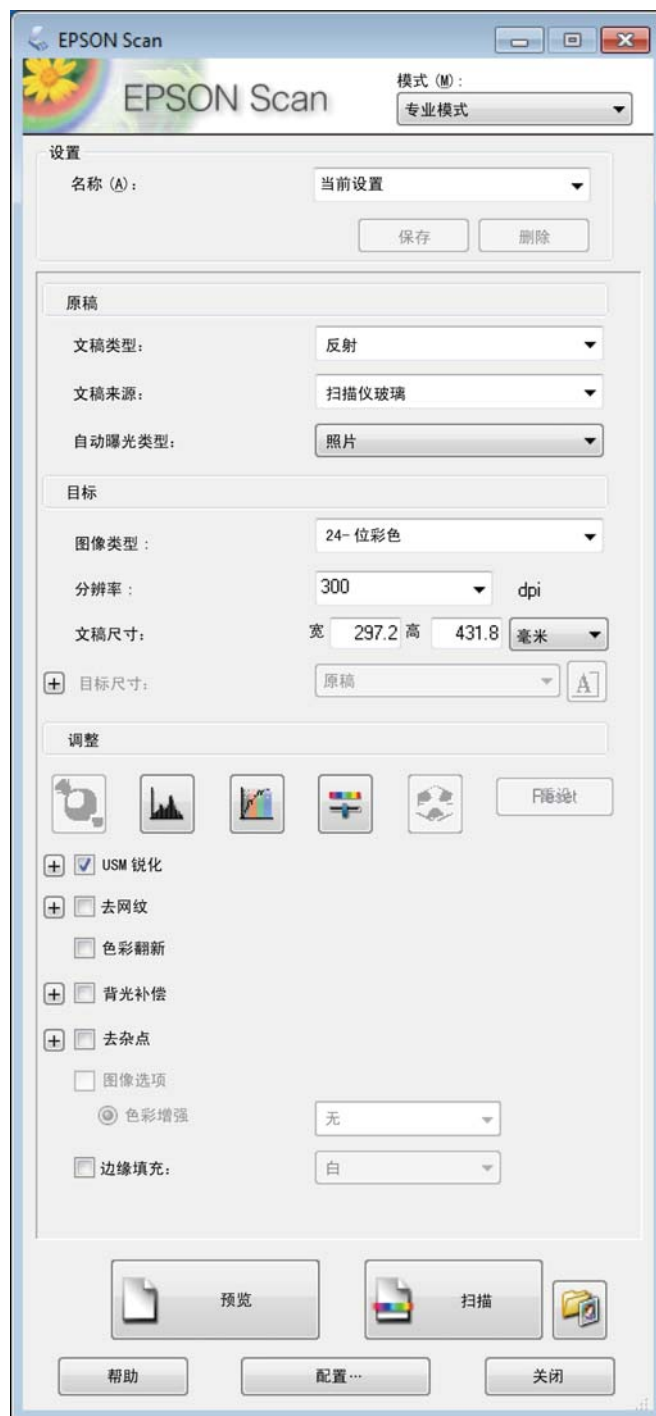 EPSON Scan
EPSON Scan
模式 (M):
专业模式
设置
名称 (A):
当前设置
保存 删除
原稿
文稿类型: 反射
文稿来源: 扫描仪玻璃
自动曝光类型: 照片
目标
图像类型 : 24- 位彩色
分辨率 : 300 dpi
文稿尺寸: 宽 297.2 高 431.8 毫米
目标尺寸: 原稿 A
调整
USM 锐化
去网纹
色彩翻新
背光补偿
去杂点
图像选项
色彩增强 无
边缘填充: 白
预览 扫描
帮助 配置… 关闭